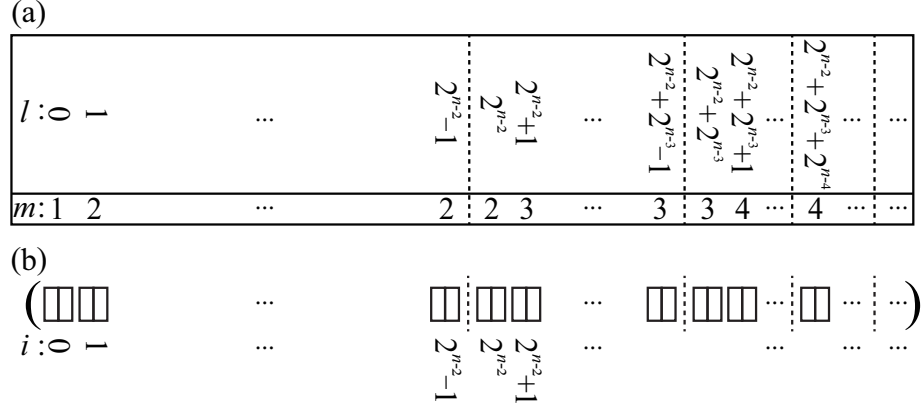 (a)
l : 0 1 ... 2^{n-2}-1 2^{n-2} 2^{n-2}+1 ... 2^{n-2}+2^{n-3}-1 2^{n-2}+2^{n-3} 2^{n-2}+2^{n-3}+1 ... 2^{n-2}+2^{n-3}+2^{n-4} ... ...
m: 1 2 ... 2 2 3 ... 3 3 4 ... 4 ... ...
(b)
( ... ... ... ... ... )
i : 0 1 ... 2^{n-2}-1 2^{n-2} 2^{n-2}+1 ... ... ... ...